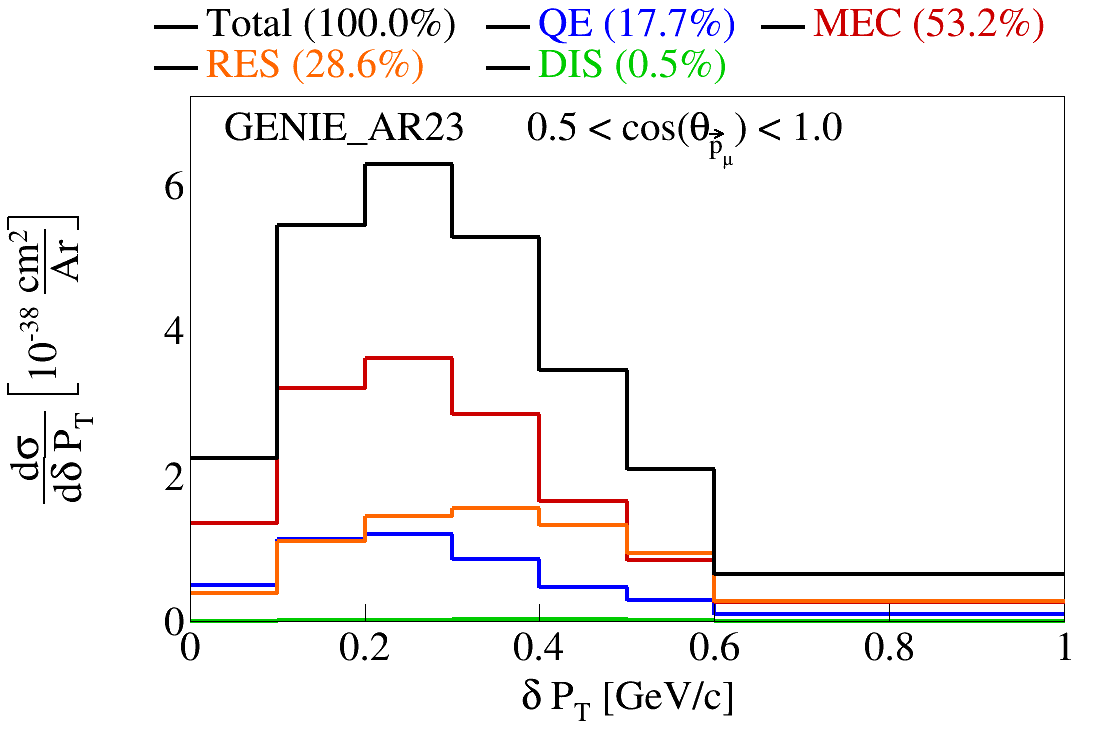 Total (100.0%) QE (17.7%) MEC (53.2%)
RES (28.6%) DIS (0.5%)
GENIE_AR23 0.5 < cos(θ_p⃗_μ) < 1.0
6
4
2
0
0 0.2 0.4 0.6 0.8 1
δ P_T [GeV/c]
dσ/dδ P_T [10^-38 cm^2/Ar]